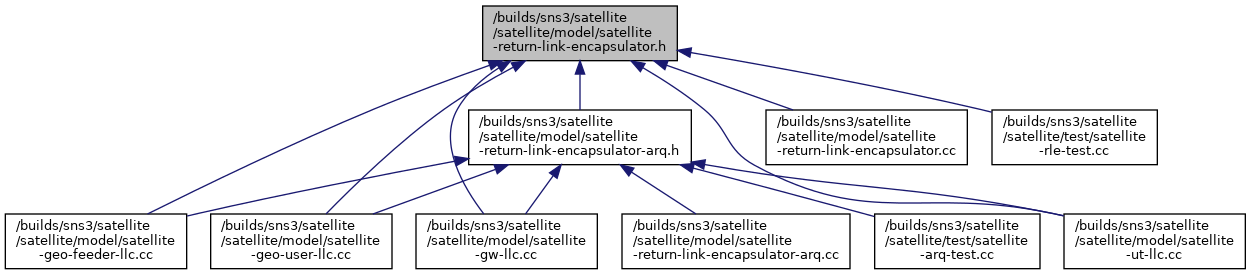 /builds/sns3/satellite
/satellite/model/satellite
-return-link-encapsulator.h
/builds/sns3/satellite
/satellite/model/satellite
-return-link-encapsulator-arq.h
/builds/sns3/satellite
/satellite/model/satellite
-return-link-encapsulator.cc
/builds/sns3/satellite
/satellite/test/satellite
-rle-test.cc
/builds/sns3/satellite
/satellite/model/satellite
-geo-feeder-llc.cc
/builds/sns3/satellite
/satellite/model/satellite
-geo-user-llc.cc
/builds/sns3/satellite
/satellite/model/satellite
-gw-llc.cc
/builds/sns3/satellite
/satellite/model/satellite
-return-link-encapsulator-arq.cc
/builds/sns3/satellite
/satellite/test/satellite
-arq-test.cc
/builds/sns3/satellite
/satellite/model/satellite
-ut-llc.cc